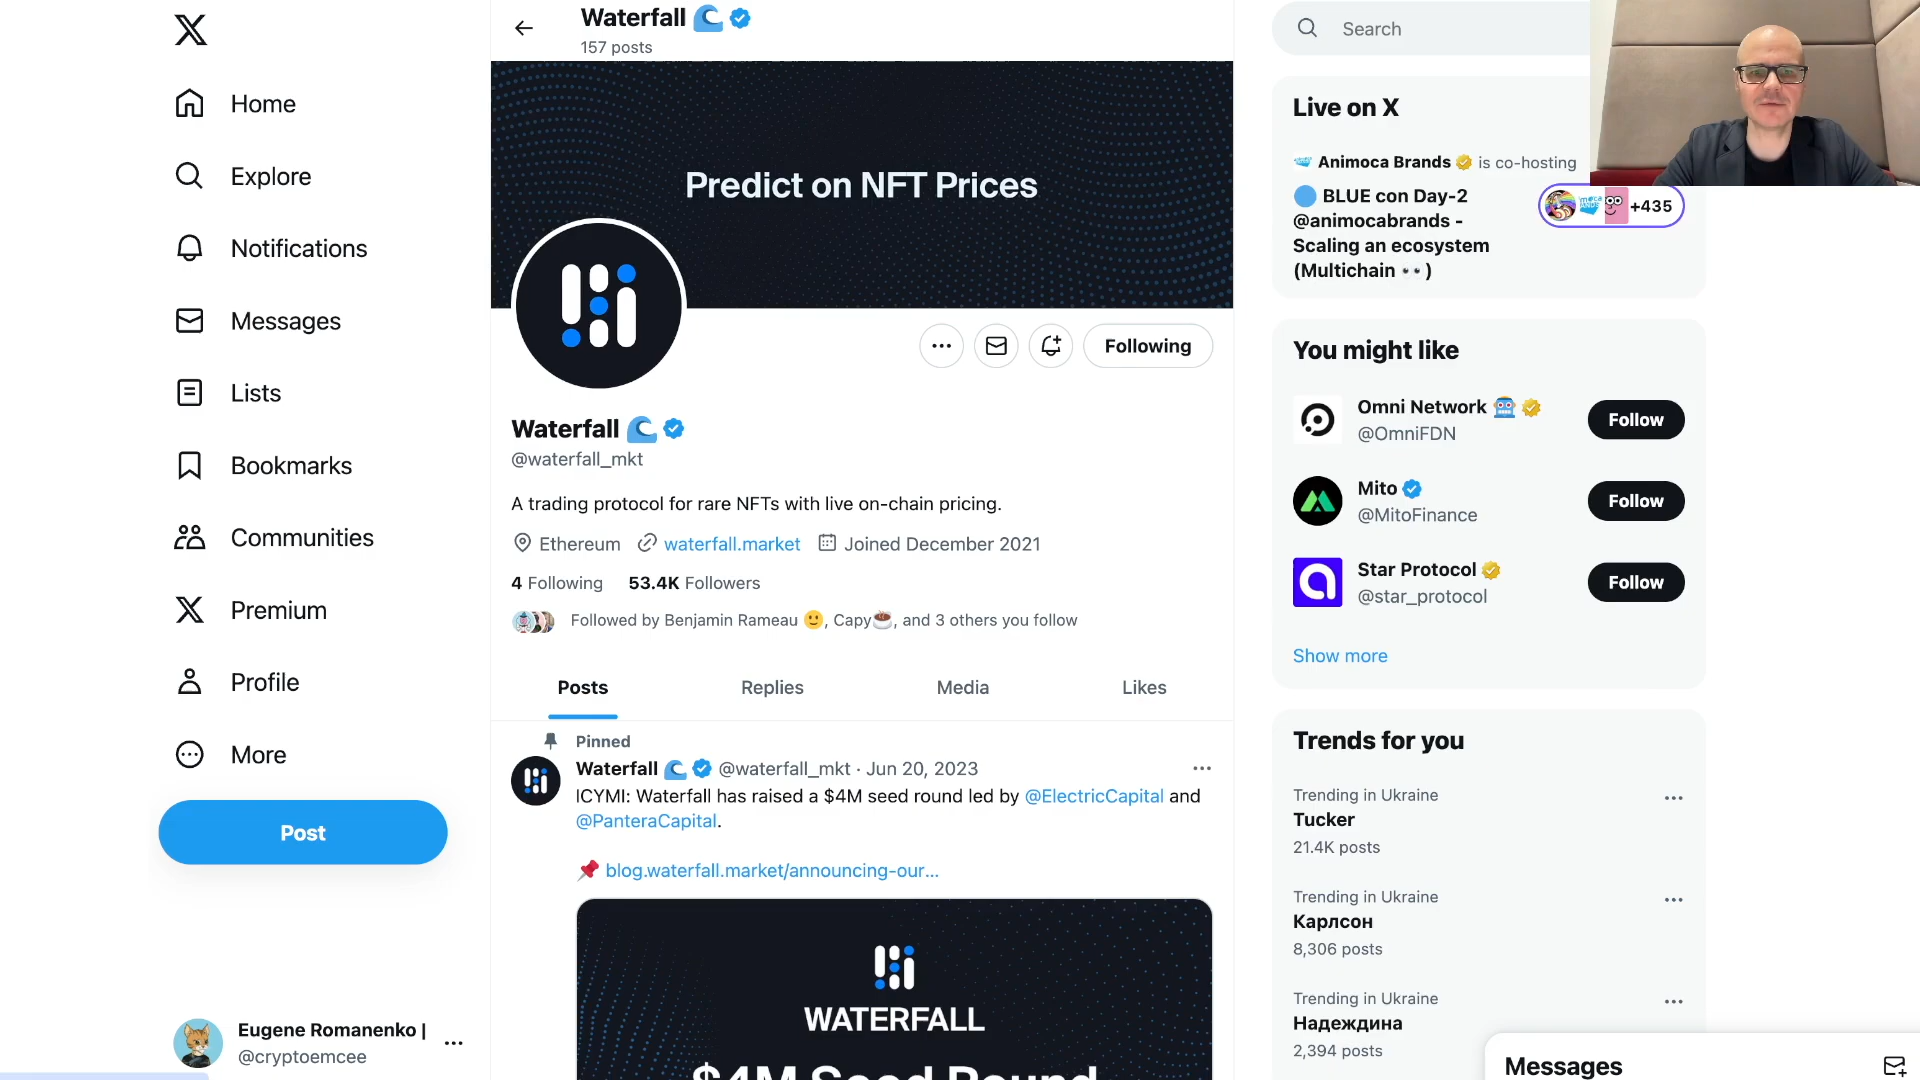 Home
Explore
Notifications
Messages
Lists
Bookmarks
Communities
Premium
Profile
More
Post
Eugene Romanenko |
@cryptoemcee
Waterfall 🌊
157 posts
Predict on NFT Prices
Following
Waterfall 🌊
@waterfall_mkt
A trading protocol for rare NFTs with live on-chain pricing.
Ethereum waterfall.market Joined December 2021
4 Following 53.4K Followers
Followed by Benjamin Rameau 🙂, Capy☕, and 3 others you follow
Posts Replies Media Likes
Pinned
Waterfall 🌊 @waterfall_mkt · Jun 20, 2023
ICYMI: Waterfall has raised a $4M seed round led by @ElectricCapital and
@PanteraCapital.
📌 blog.waterfall.market/announcing-our…
WATERFALL
$4M Seed Round
Search
Live on X
Animoca Brands is co-hosting
🔵 BLUE con Day-2
@animocabrands -
Scaling an ecosystem
(Multichain 👀)
+435
You might like
Omni Network 🤖
@OmniFDN
Follow
Mito
@MitoFinance
Follow
Star Protocol
@star_protocol
Follow
Show more
Trends for you
Trending in Ukraine
Tucker
21.4K posts
Trending in Ukraine
Карлсон
8,306 posts
Trending in Ukraine
Надеждина
2,394 posts
Messages